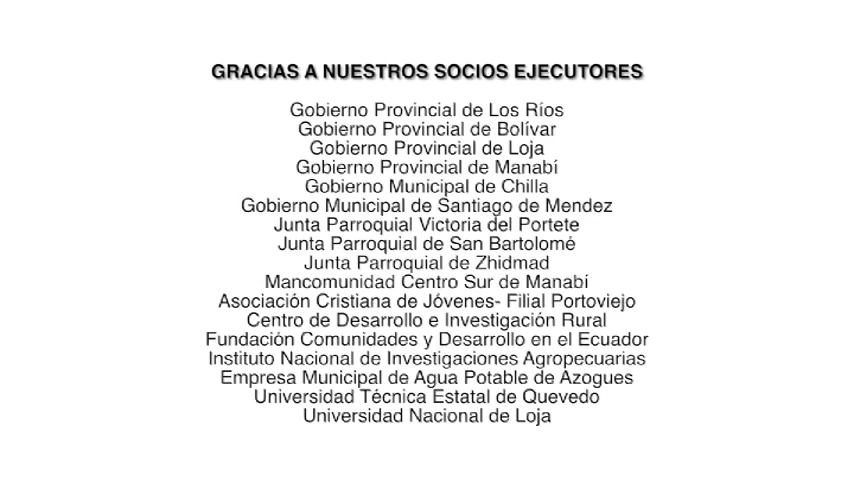 GRACIAS A NUESTROS SOCIOS EJECUTORES
Gobierno Provincial de Los Ríos
Gobierno Provincial de Bolívar
Gobierno Provincial de Loja
Gobierno Provincial de Manabí
Gobierno Municipal de Chilla
Gobierno Municipal de Santiago de Mendez
Junta Parroquial Victoria del Portete
Junta Parroquial de San Bartolomé
Junta Parroquial de Zhidmad
Mancomunidad Centro Sur de Manabí
Asociación Cristiana de Jóvenes- Filial Portoviejo
Centro de Desarrollo e Investigación Rural
Fundación Comunidades y Desarrollo en el Ecuador
Instituto Nacional de Investigaciones Agropecuarias
Empresa Municipal de Agua Potable de Azogues
Universidad Técnica Estatal de Quevedo
Universidad Nacional de Loja